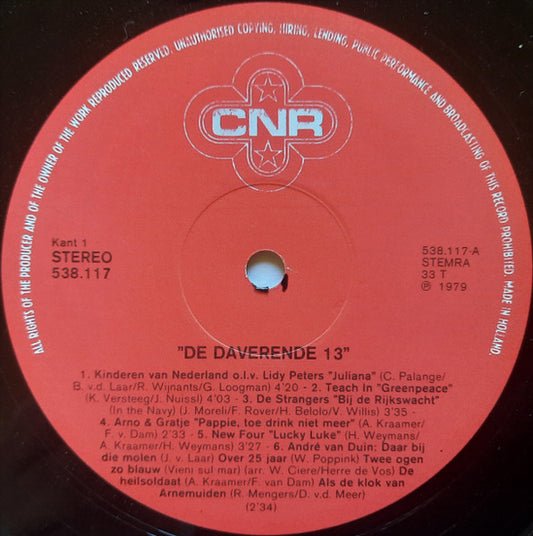 ALL RIGHTS OF THE PRODUCER AND OF THE OWNER OF THE WORK REPRODUCED RESERVED. UNAUTHORISED COPYING, HIRING, LENDING, PUBLIC PERFORMANCE AND BROADCASTING OF THIS RECORD PROHIBITED. MADE IN HOLLAND.
CNR
Kant 1
STEREO
538.117
538.117-A
STEMRA
33 T
℗ 1979
"DE DAVERENDE 13"
1. Kinderen van Nederland o.l.v. Lidy Peters "Juliana" (C. Palange/
B. v.d. Laar/R. Wijnants/G. Loogman) 4'20 - 2. Teach In "Greenpeace"
(K. Versteeg/J. Nuissl) 4'03 - 3. De Strangers "Bij de Rijkswacht"
(In the Navy) (J. Moreli/F. Rover/H. Belolo/V. Willis) 3'35 -
4. Arno & Gratje "Pappie, toe drink niet meer" (A. Kraamer/
F. v. Dam) 2'33 - 5. New Four "Lucky Luke" (H. Weymans/
A. Kraamer/H. Weymans) 3'27 - 6. André van Duin: Daar bij
die molen (J. v. Laar) Over 25 jaar (W. Poppink) Twee ogen
zo blauw (Vieni sul mar) (arr. W. Ciere/Herre de Vos) De
heilsoldaat (A. Kraamer/F. van Dam) Als de klok van
Arnemuiden (R. Mengers/D. v.d. Meer)
(2'34)